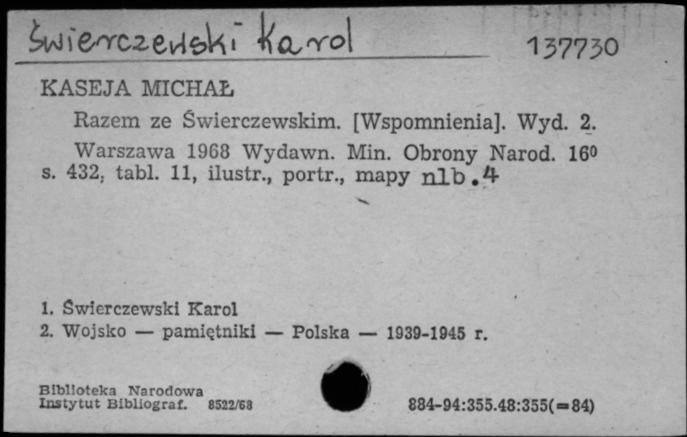 Świerczewski Karol 137730
KASEJA MICHAŁ
Razem ze Świerczewskim. [Wspomnienia]. Wyd. 2.
Warszawa 1968 Wydawn. Min. Obrony Narod. 16⁰
s. 432, tabl. 11, ilustr., portr., mapy nlb.4
1. Świerczewski Karol
2. Wojsko — pamiętniki — Polska — 1939-1945 r.
Biblioteka Narodowa
Instytut Bibliograf. 8522/68 884-94:355.48:355(=84)